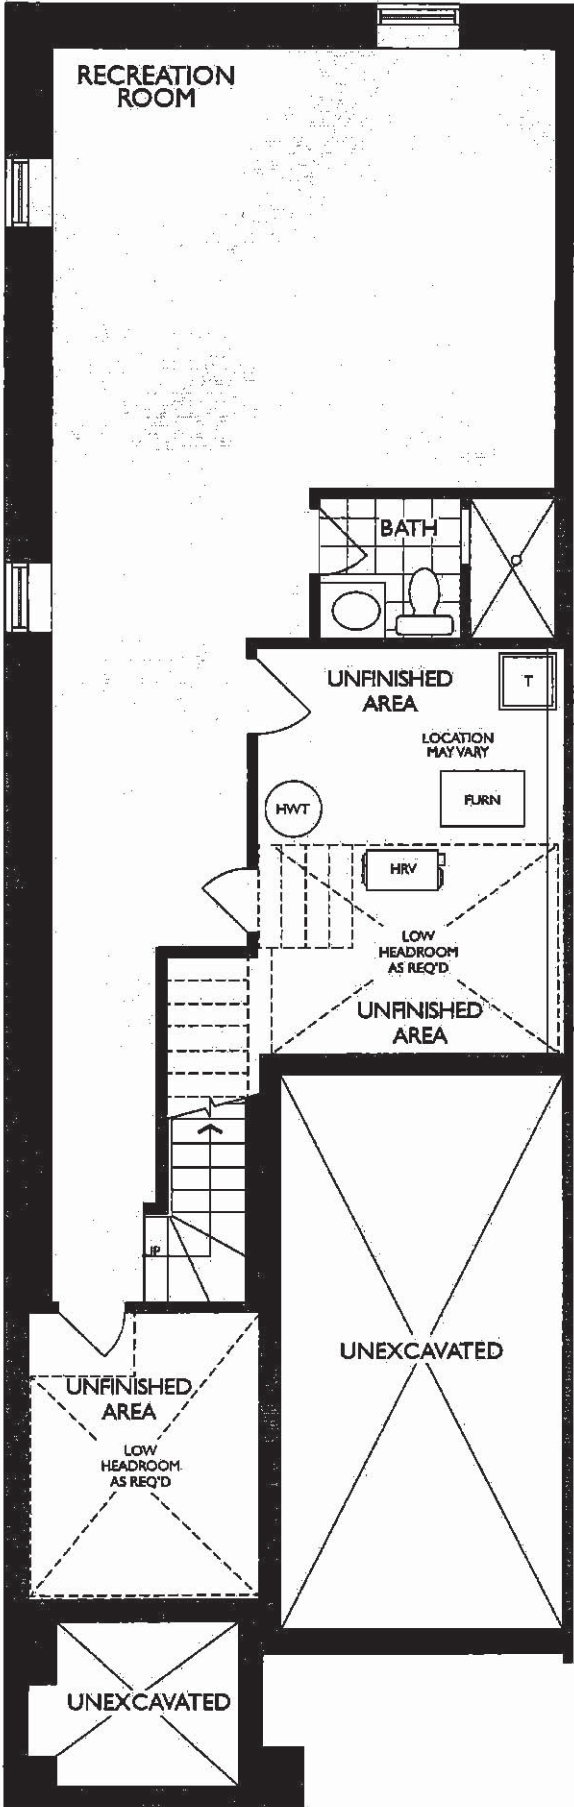 RECREATION
ROOM
BATH
UNFINISHED
AREA
T
LOCATION
MAY VARY
HWT
FURN
HRV
LOW
HEADROOM
AS REQ'D
UNFINISHED
AREA
UNEXCAVATED
UNFINISHED
AREA
LOW
HEADROOM
AS REQ'D
UNEXCAVATED